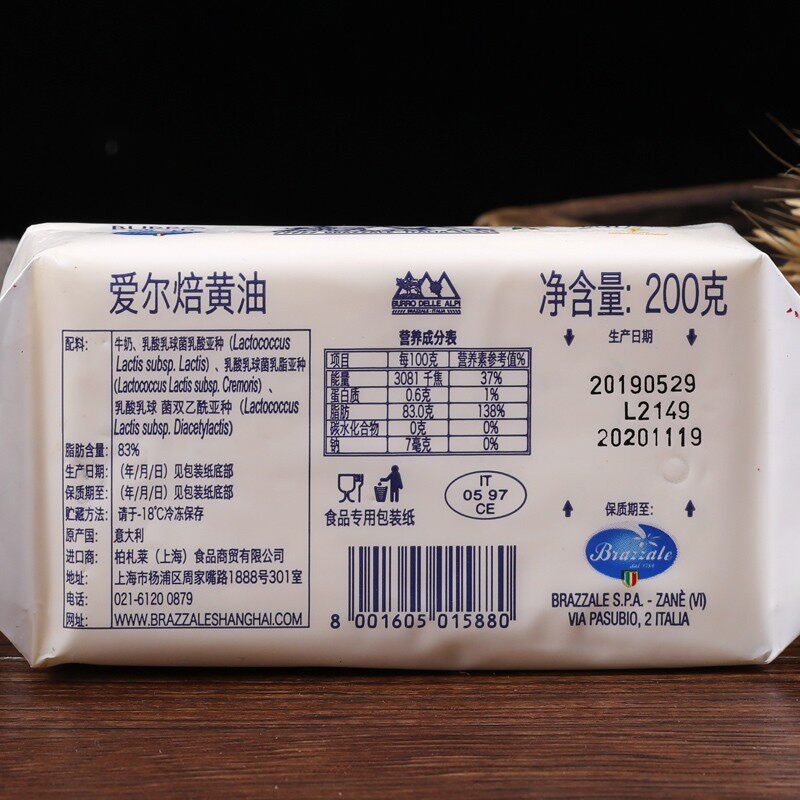 爱尔焙黄油
配料: 牛奶、乳酸乳球菌乳酸亚种 (Lactococcus
Lactis subsp. Lactis) 、乳酸乳球菌乳脂亚种
(Lactococcus Lactis subsp. Cremoris) 、
乳酸乳球 菌双乙酰亚种 (Lactococcus
Lactis subsp. Diacetylactis)
脂肪含量: 83%
生产日期: (年/月/日) 见包装纸底部
保质期至: (年/月/日) 见包装纸底部
贮藏方法: 请于-18℃冷冻保存
原产国: 意大利
进口商: 柏札莱 (上海) 食品商贸有限公司
地址: 上海市杨浦区周家嘴路1888号301室
电话: 021-6120 0879
网址: WWW.BRAZZALESHANGHAI.COM
BURRO DELLE ALPI
BRAZZALE - ITALIA
营养成分表
项目 每100克 营养素参考值%
能量 3081 千焦 37%
蛋白质 0.6克 1%
脂肪 83.0克 138%
碳水化合物 0克 0%
钠 7毫克 0%
食品专用包装纸
IT
05 97
CE
8 001605 015880
净含量: 200克
生产日期
20190529
L2149
20201119
保质期至:
Brazzale
dal 1784
BRAZZALE S.P.A. - ZANÈ (VI)
VIA PASUBIO, 2 ITALIA